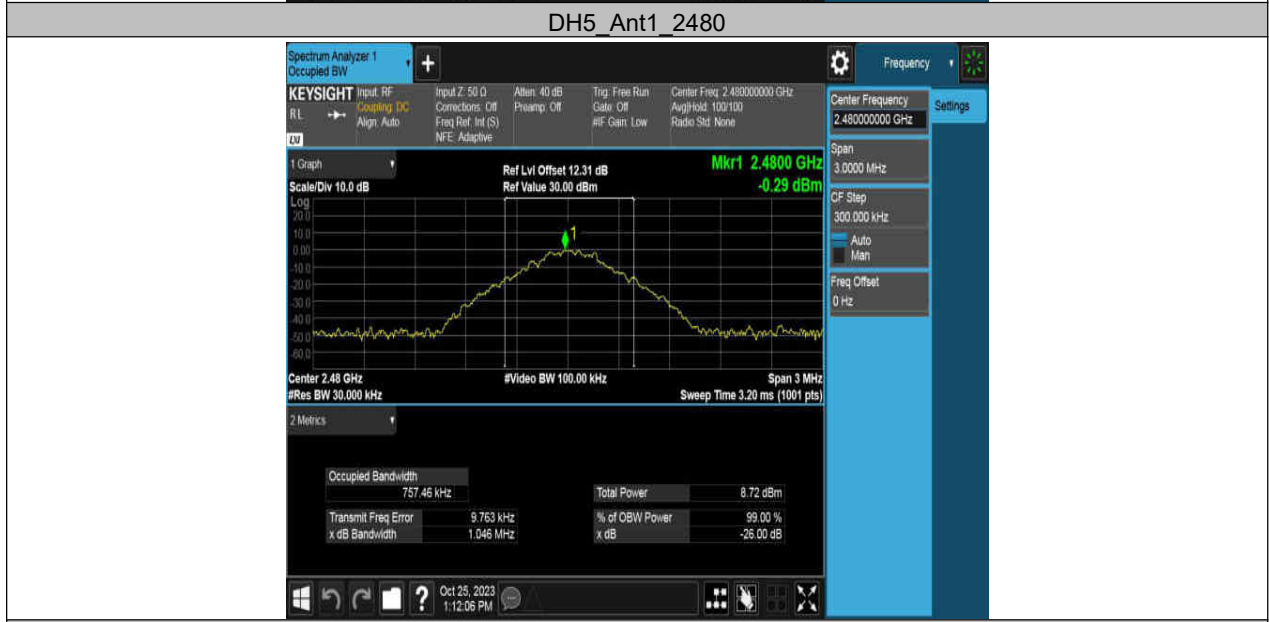 DH5_Ant1_2480
Spectrum Analyzer 1
Occupied BW
+
Frequency
KEYSIGHT
RL
LXI
Input: RF
Coupling: DC
Align: Auto
Input Z: 50 Ω
Corrections: Off
Freq Ref: Int (S)
NFE: Adaptive
Atten: 40 dB
Preamp: Off
Trig: Free Run
Gate: Off
#IF Gain: Low
Center Freq: 2.480000000 GHz
Avg|Hold: 100/100
Radio Std: None
Center Frequency
2.480000000 GHz
Settings
Span
3.0000 MHz
CF Step
300.000 kHz
Auto
Man
Freq Offset
0 Hz
1 Graph
Scale/Div 10.0 dB
Ref Lvl Offset 12.31 dB
Ref Value 30.00 dBm
Mkr1 2.4800 GHz
-0.29 dBm
Log
20.0
10.0
0.00
-10.0
-20.0
-30.0
-40.0
-50.0
-60.0
1
Center 2.48 GHz
#Res BW 30.000 kHz
#Video BW 100.00 kHz
Span 3 MHz
Sweep Time 3.20 ms (1001 pts)
2 Metrics
Occupied Bandwidth
757.46 kHz
Total Power 8.72 dBm
Transmit Freq Error 9.763 kHz
% of OBW Power 99.00 %
x dB Bandwidth 1.046 MHz
x dB -26.00 dB
?
Oct 25, 2023
1:12:06 PM